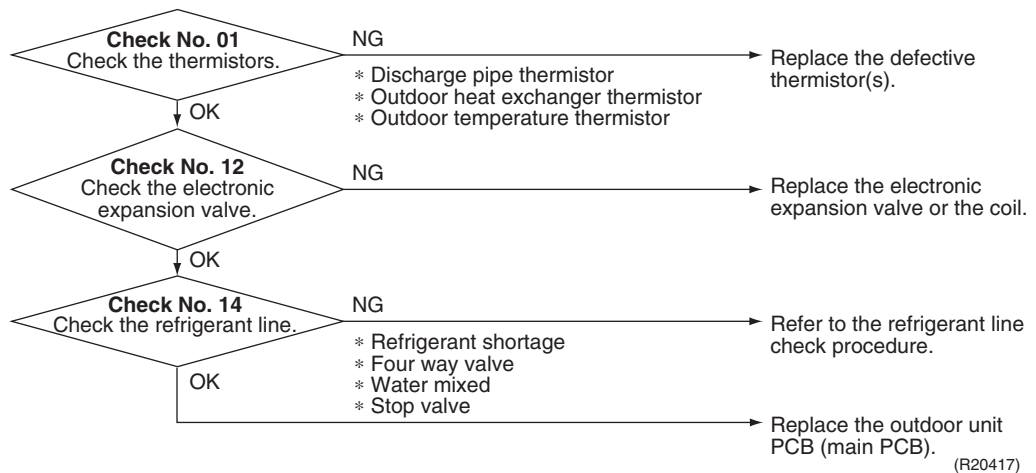 Check No. 01
Check the thermistors.
NG
∗ Discharge pipe thermistor
∗ Outdoor heat exchanger thermistor
∗ Outdoor temperature thermistor
Replace the defective
thermistor(s).
OK
Check No. 12
Check the electronic
expansion valve.
NG
Replace the electronic
expansion valve or the coil.
OK
Check No. 14
Check the refrigerant line.
NG
∗ Refrigerant shortage
∗ Four way valve
∗ Water mixed
∗ Stop valve
Refer to the refrigerant line
check procedure.
OK
Replace the outdoor unit
PCB (main PCB).
(R20417)